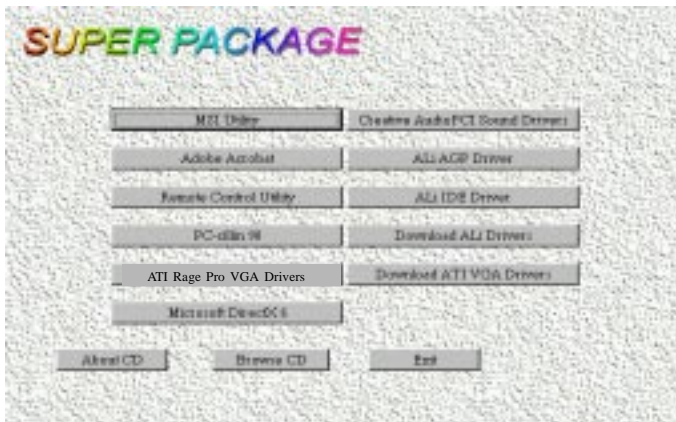 SUPER PACKAGE
MSI Utility
Creative AudioPCI Sound Drivers
Adobe Acrobat
ALi AGP Driver
Remote Control Utility
ALi IDE Driver
PC-cillin 98
Download ALi Drivers
ATI Rage Pro VGA Drivers
Download ATI VGA Drivers
Microsoft DirectX 6
About CD
Browse CD
Exit